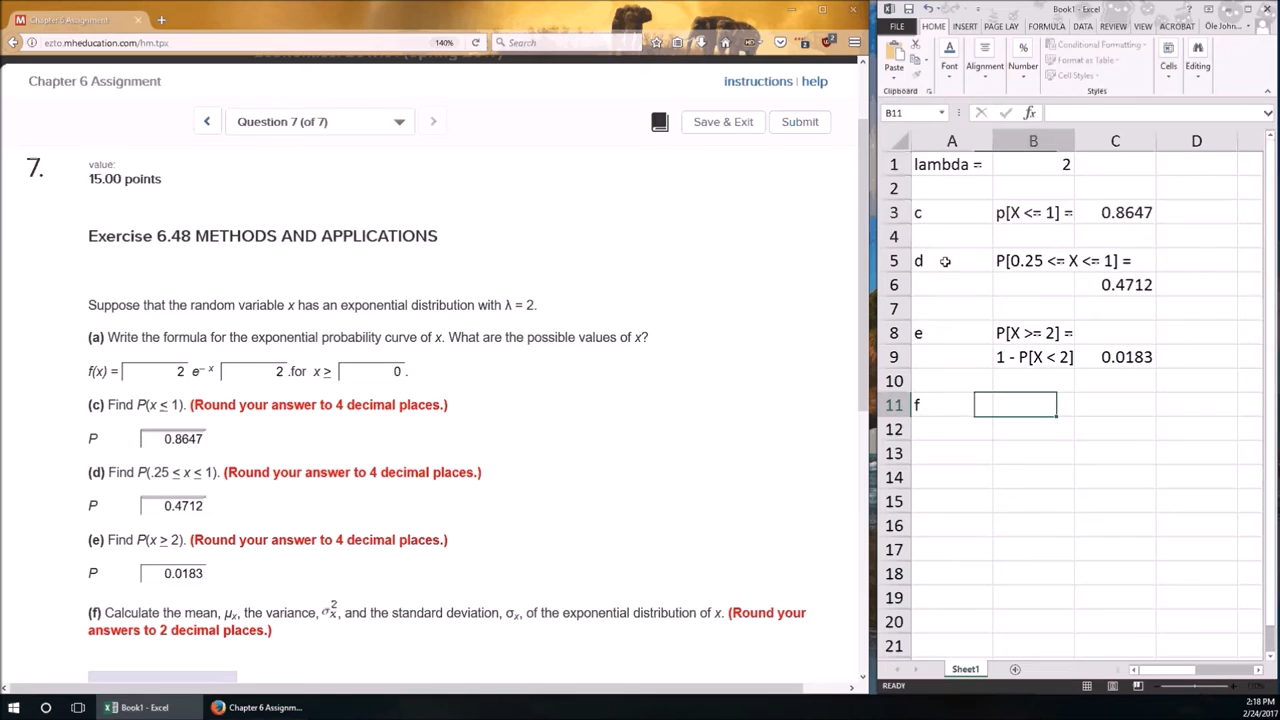 Chapter 6 Assignment
ezto.mheducation.com/hm.tpx
140%
Search
Chapter 6 Assignment
instructions | help
Question 7 (of 7)
Save & Exit
Submit
7.
value:
15.00 points
Exercise 6.48 METHODS AND APPLICATIONS
Suppose that the random variable x has an exponential distribution with λ = 2.
(a) Write the formula for the exponential probability curve of x. What are the possible values of x?
f(x) = 2 e– x 2 .for x ≥ 0 .
(c) Find P(x ≤ 1). (Round your answer to 4 decimal places.)
P 0.8647
(d) Find P(.25 ≤ x ≤ 1). (Round your answer to 4 decimal places.)
P 0.4712
(e) Find P(x ≥ 2). (Round your answer to 4 decimal places.)
P 0.0183
(f) Calculate the mean, μx, the variance, σ2x, and the standard deviation, σx, of the exponential distribution of x. (Round your
answers to 2 decimal places.)
Book1 - Excel
FILE HOME INSERT PAGE LAY FORMULA DATA REVIEW VIEW ACROBAT Ole John...
Paste
Font
Alignment
Number
Conditional Formatting
Format as Table
Cell Styles
Cells
Editing
Clipboard
Styles
B11
fx
A B C D
1 lambda = 2
2
3 c p[X <= 1] = 0.8647
4
5 d P[0.25 <= X <= 1] =
6 0.4712
7
8 e P[X >= 2] =
9 1 - P[X < 2] 0.0183
10
11 f
12
13
14
15
16
17
18
19
20
21
Sheet1
READY
Book1 - Excel
Chapter 6 Assignm...
2:18 PM
2/24/2017